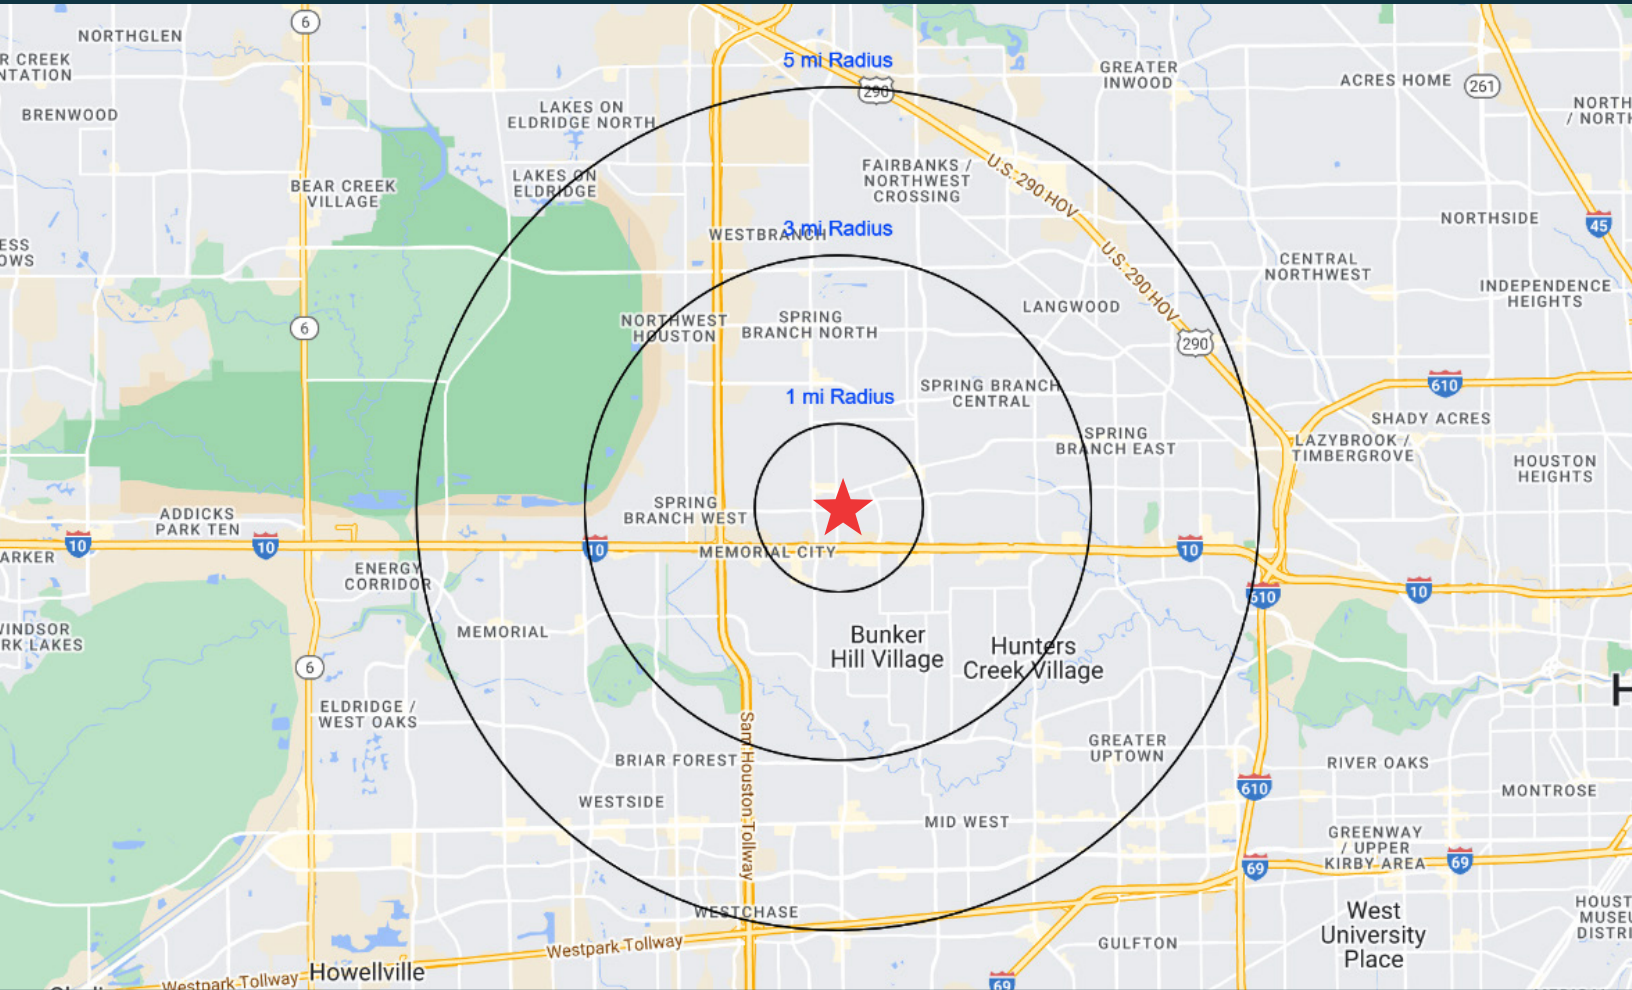 6
NORTHGLEN
5 mi Radius
R CREEK
NTATION
GREATER
INWOOD
ACRES HOME
261
290
BRENWOOD
LAKES ON
ELDRIDGE NORTH
NORTH
/ NORT
FAIRBANKS /
NORTHWEST
CROSSING
U.S. 290 HOV
BEAR CREEK
VILLAGE
LAKES ON
ELDRIDGE
NORTHSIDE
45
WESTBRANCH
3 mi Radius
ESS
OWS
U.S. 290 HOV
CENTRAL
NORTHWEST
INDEPENDENCE
HEIGHTS
LANGWOOD
6
NORTHWEST
HOUSTON
SPRING
BRANCH NORTH
290
610
1 mi Radius
SPRING BRANCH
CENTRAL
SHADY ACRES
SPRING
BRANCH EAST
LAZYBROOK /
TIMBERGROVE
HOUSTON
HEIGHTS
ADDICKS
PARK TEN
SPRING
BRANCH WEST
10
10
10
MEMORIAL CITY
10
ARKER
ENERGY
CORRIDOR
610
10
WINDSOR
RK LAKES
MEMORIAL
Bunker
Hill Village
Hunters
Creek Village
6
H
ELDRIDGE /
WEST OAKS
Sam Houston Tollway
BRIAR FOREST
GREATER
UPTOWN
RIVER OAKS
610
MONTROSE
WESTSIDE
MID WEST
GREENWAY
/ UPPER
KIRBY AREA
69
69
WESTCHASE
West
University
Place
HOUST
MUSEU
DISTRI
Westpark Tollway
GULFTON
Howellville
Westpark Tollway
69